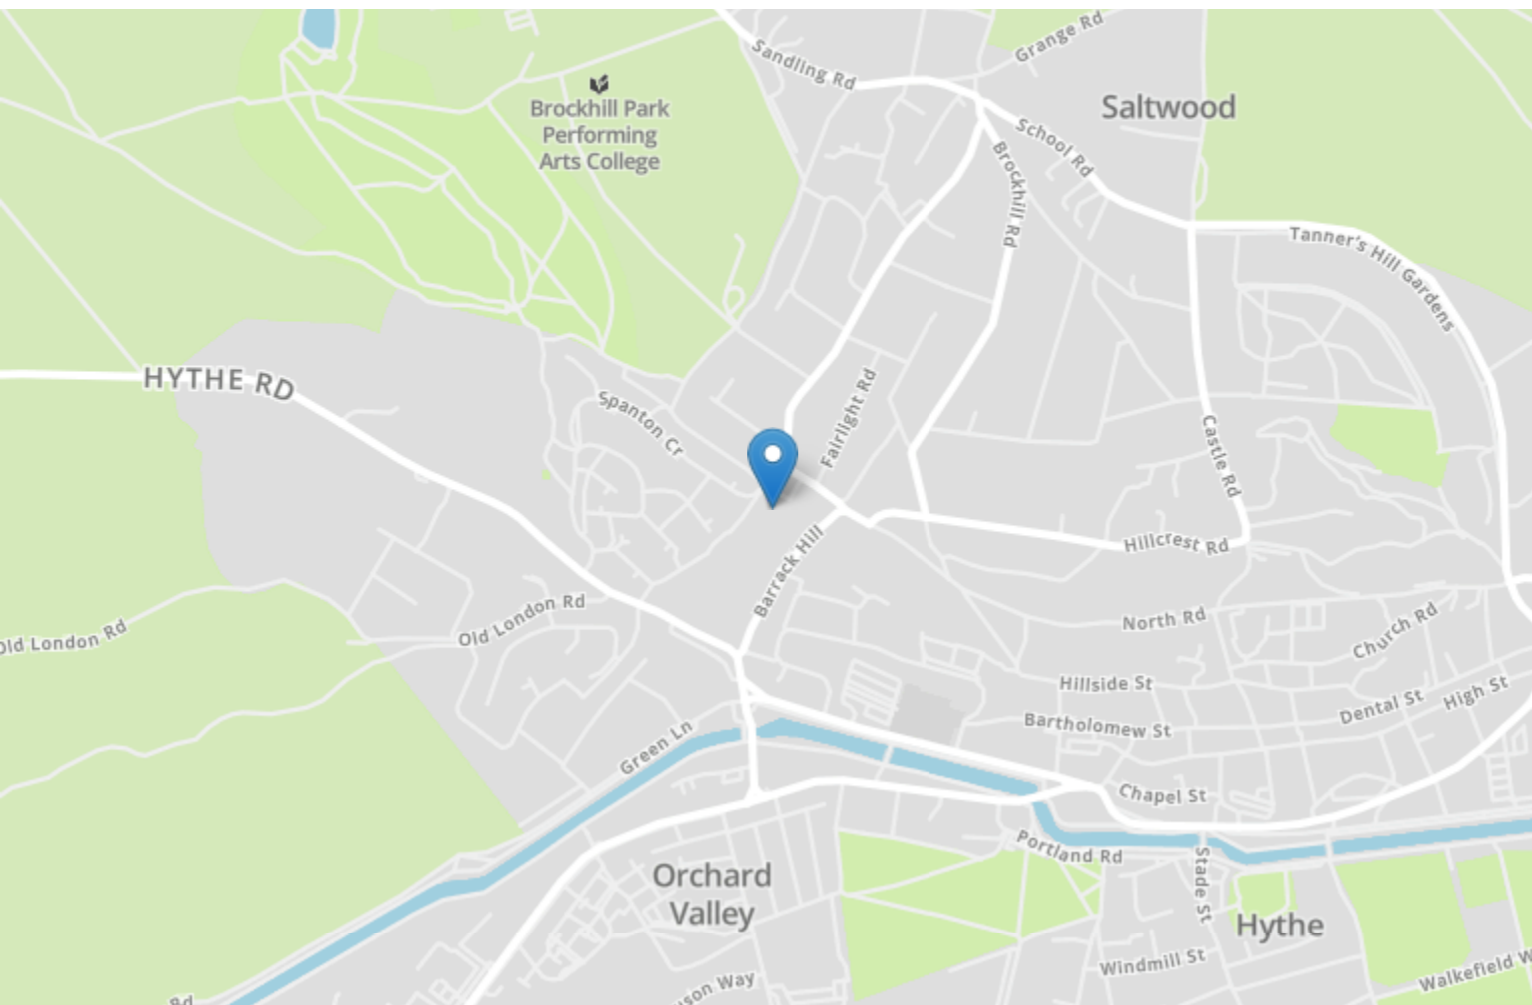 Grange Rd
Sandling Rd
Saltwood
Brockhill Park
Performing
Arts College
School Rd
Brockhill Rd
Tanner's Hill Gardens
HYTHE RD
Fairlight Rd
Spanton Cr
Castle Rd
Barrack Hill
Hillcrest Rd
Old London Rd
Old London Rd
North Rd
Church Rd
Hillside St
Dental St
High St
Bartholomew St
Green Ln
Chapel St
Portland Rd
Stade St
Orchard
Valley
Hythe
Windmill St
Walkefield W
son Way
Rd